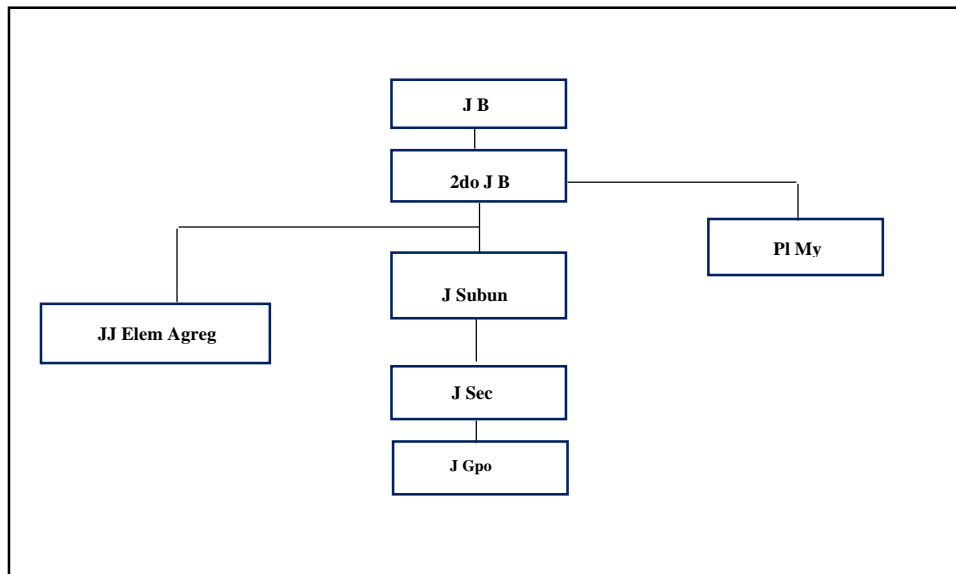 J B
2do J B
Pl My
J Subun
JJ Elem Agreg
J Sec
J Gpo